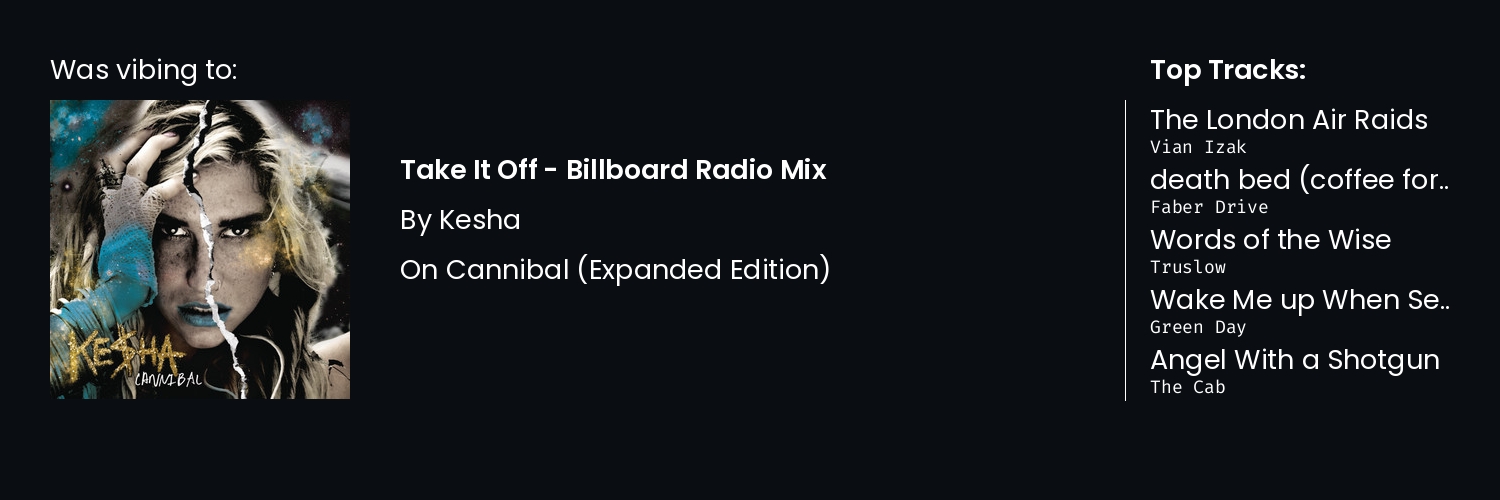 Was vibing to:
KE$HA
CANNIBAL
Take It Off - Billboard Radio Mix
By Kesha
On Cannibal (Expanded Edition)
Top Tracks:
The London Air Raids
Vian Izak
death bed (coffee for..
Faber Drive
Words of the Wise
Truslow
Wake Me up When Se..
Green Day
Angel With a Shotgun
The Cab